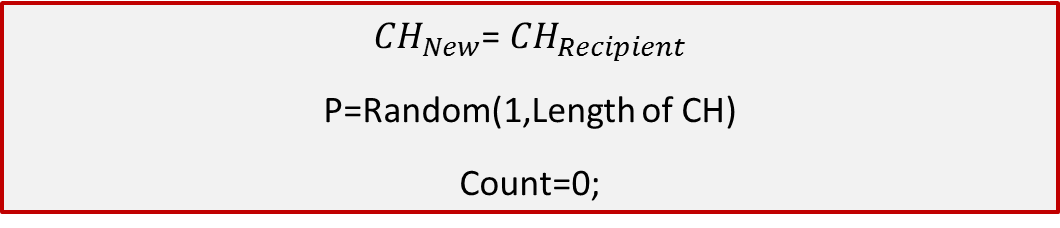 CH_New= CH_Recipient
P=Random(1,Length of CH)
Count=0;